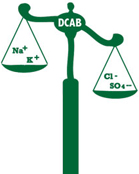 DCAB
Na+
K+
Cl-
SO4--